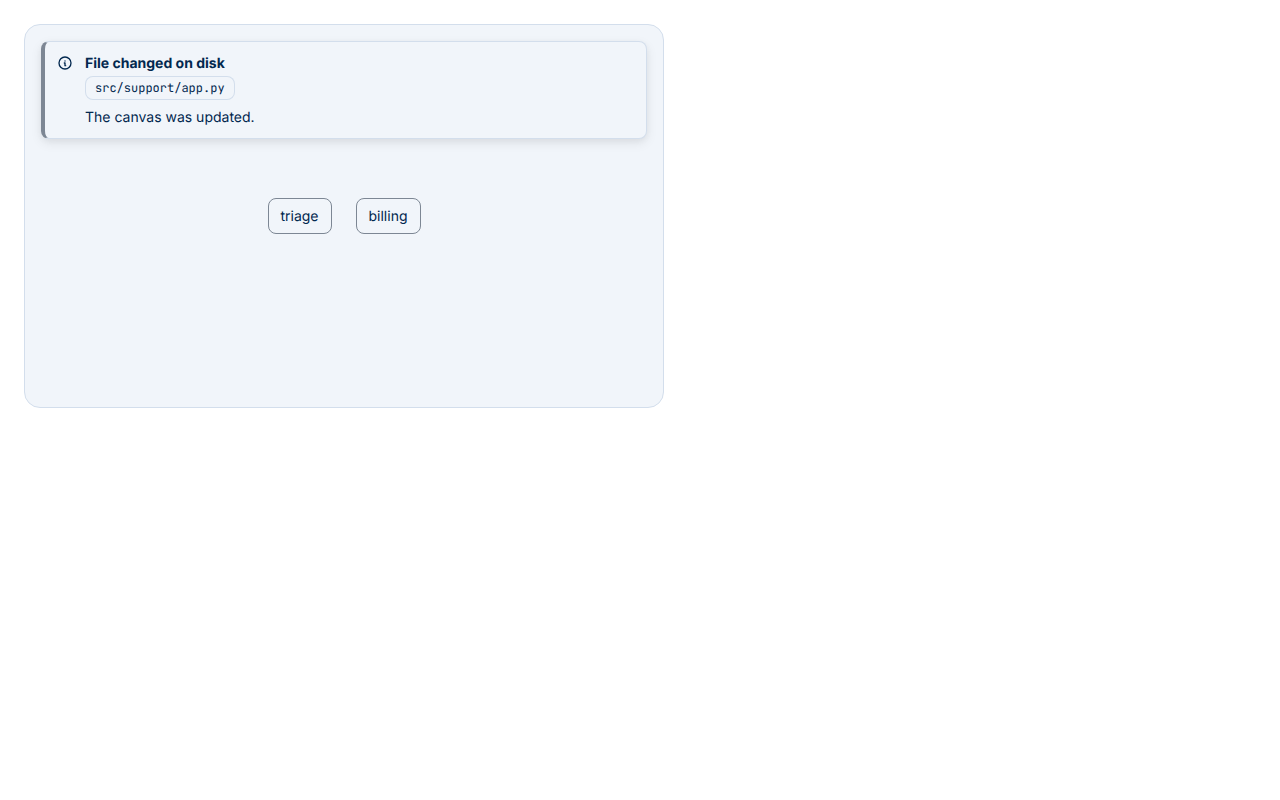 File changed on disk
src/support/app.py
The canvas was updated.
triage billing